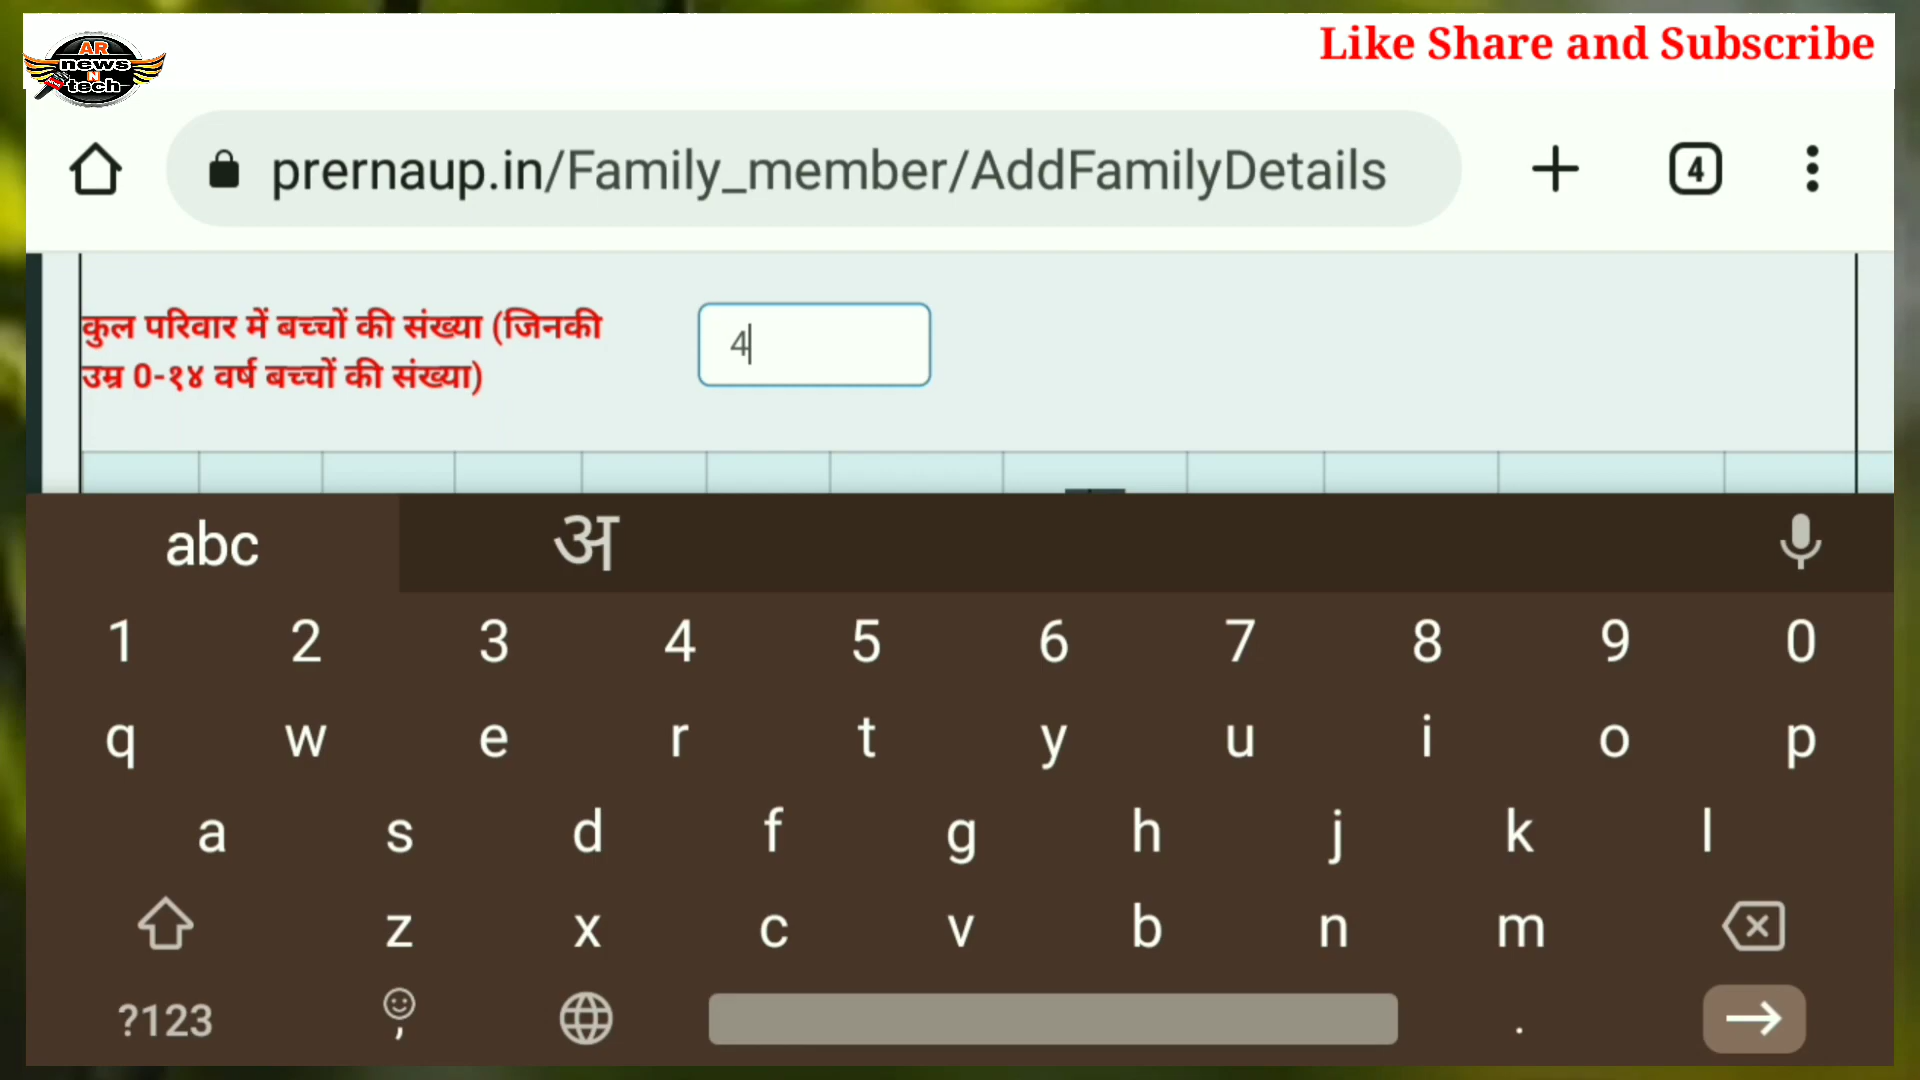 AR
news
N
tech
Like Share and Subscribe
prernaup.in/Family_member/AddFamilyDetails
4
कुल परिवार में बच्चों की संख्या (जिनकी
उम्र 0-१४ वर्ष बच्चों की संख्या)
4
abc
अ
1 2 3 4 5 6 7 8 9 0
q w e r t y u i o p
a s d f g h j k l
z x c v b n m
?123 , .